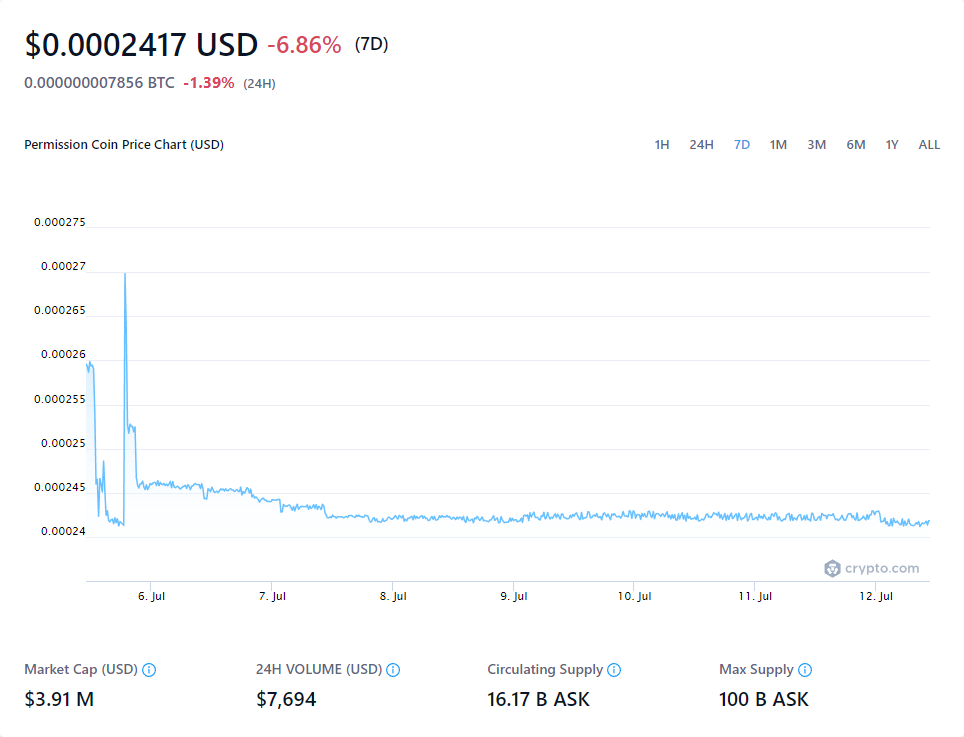 $0.0002417 USD -6.86% (7D)
0.000000007856 BTC -1.39% (24H)
Permission Coin Price Chart (USD)
1H 24H 7D 1M 3M 6M 1Y ALL
0.000275
0.00027
0.000265
0.00026
0.000255
0.00025
0.000245
0.00024
crypto.com
6. Jul 7. Jul 8. Jul 9. Jul 10. Jul 11. Jul 12. Jul
Market Cap (USD) 24H VOLUME (USD) Circulating Supply Max Supply
$3.91 M $7,694 16.17 B ASK 100 B ASK